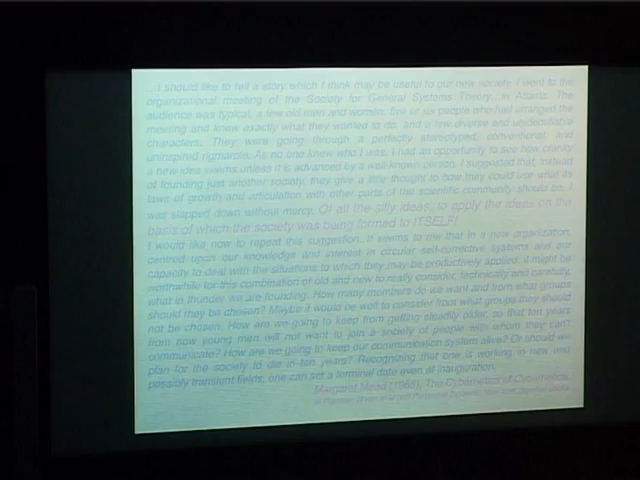 ...I should like to tell a story which I think may be useful to our new society. I went to the
organizational meeting of the Society for General Systems Theory...in Atlanta. The
audience was typical, a few old men and women, five or six people who had arranged the
meeting and knew exactly what they wanted to do, and a few diverse and unidentifiable
characters. They were going through a perfectly stereotyped, conventional, and
uninspired rigmarole. As no one knew who I was, I had an opportunity to see how cranky
a new idea seems unless it is advanced by a well-known person. I suggested that, instead
of founding just another society, they give a little thought to how they could use what its
laws of growth and articulation with other parts of the scientific community should be. I
was slapped down without mercy. Of all the silly ideas, to apply the ideas on the
basis of which the society was being formed to ITSELF!
I would like now to repeat this suggestion. It seems to me that in a new organization,
centred upon our knowledge and interest in circular self-corrective systems and our
capacity to deal with the situations to which they may be productively applied, it might be
worthwhile for this combination of old and new to really consider, technically and carefully,
what in thunder we are founding. How many members do we want and from what groups
should they be chosen? Maybe it would be well to consider from what groups they should
not be chosen. How are we going to keep from getting steadily older, so that ten years
from now young men will not want to join a society of people with whom they can't
communicate? How are we going to keep our communication system alive? Or should we
plan for the society to die in ten years? Recognizing that one is working in new and
possibly transient fields, one can set a terminal date even at inauguration.
Margaret Mead (1968), The Cybernetics of Cybernetics,